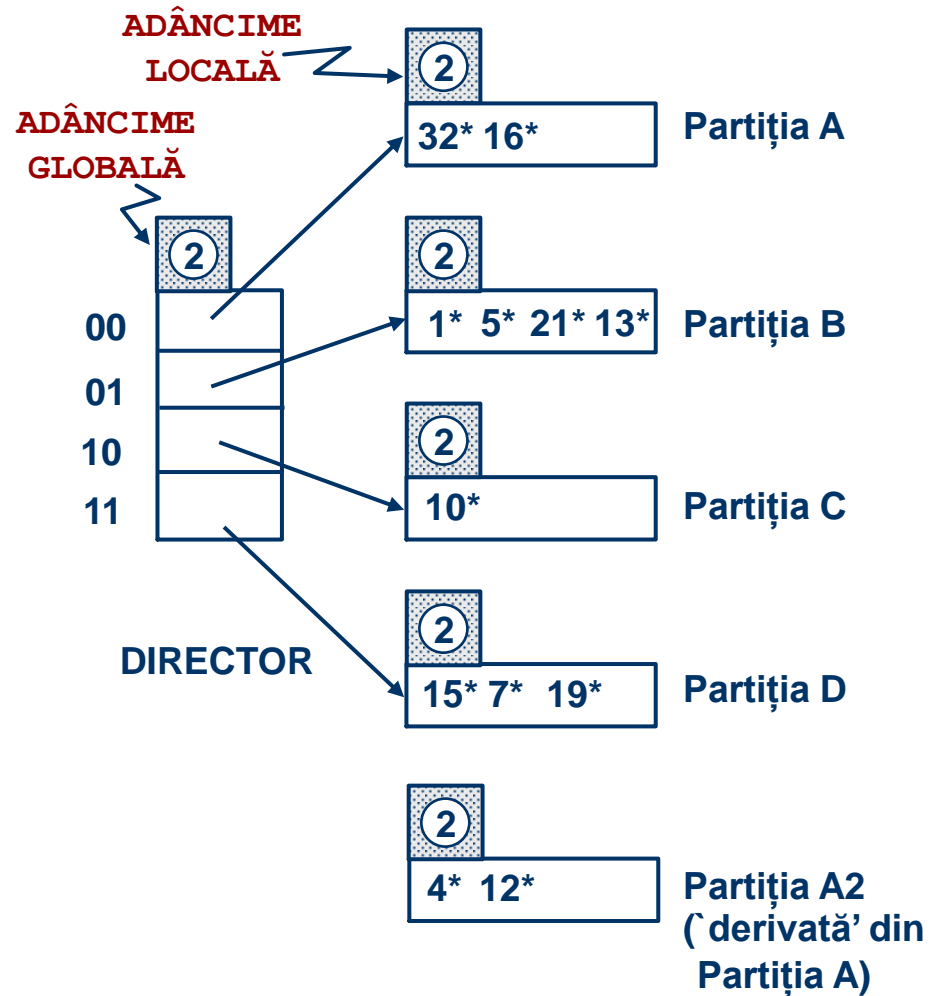 ADÂNCIME
LOCALĂ
2
32* 16*
Partiția A
ADÂNCIME
GLOBALĂ
2
00
01
10
11
DIRECTOR
2
1* 5* 21* 13*
Partiția B
2
10*
Partiția C
2
15* 7* 19*
Partiția D
2
4* 12*
Partiția A2
(`derivată’ din
Partiția A)